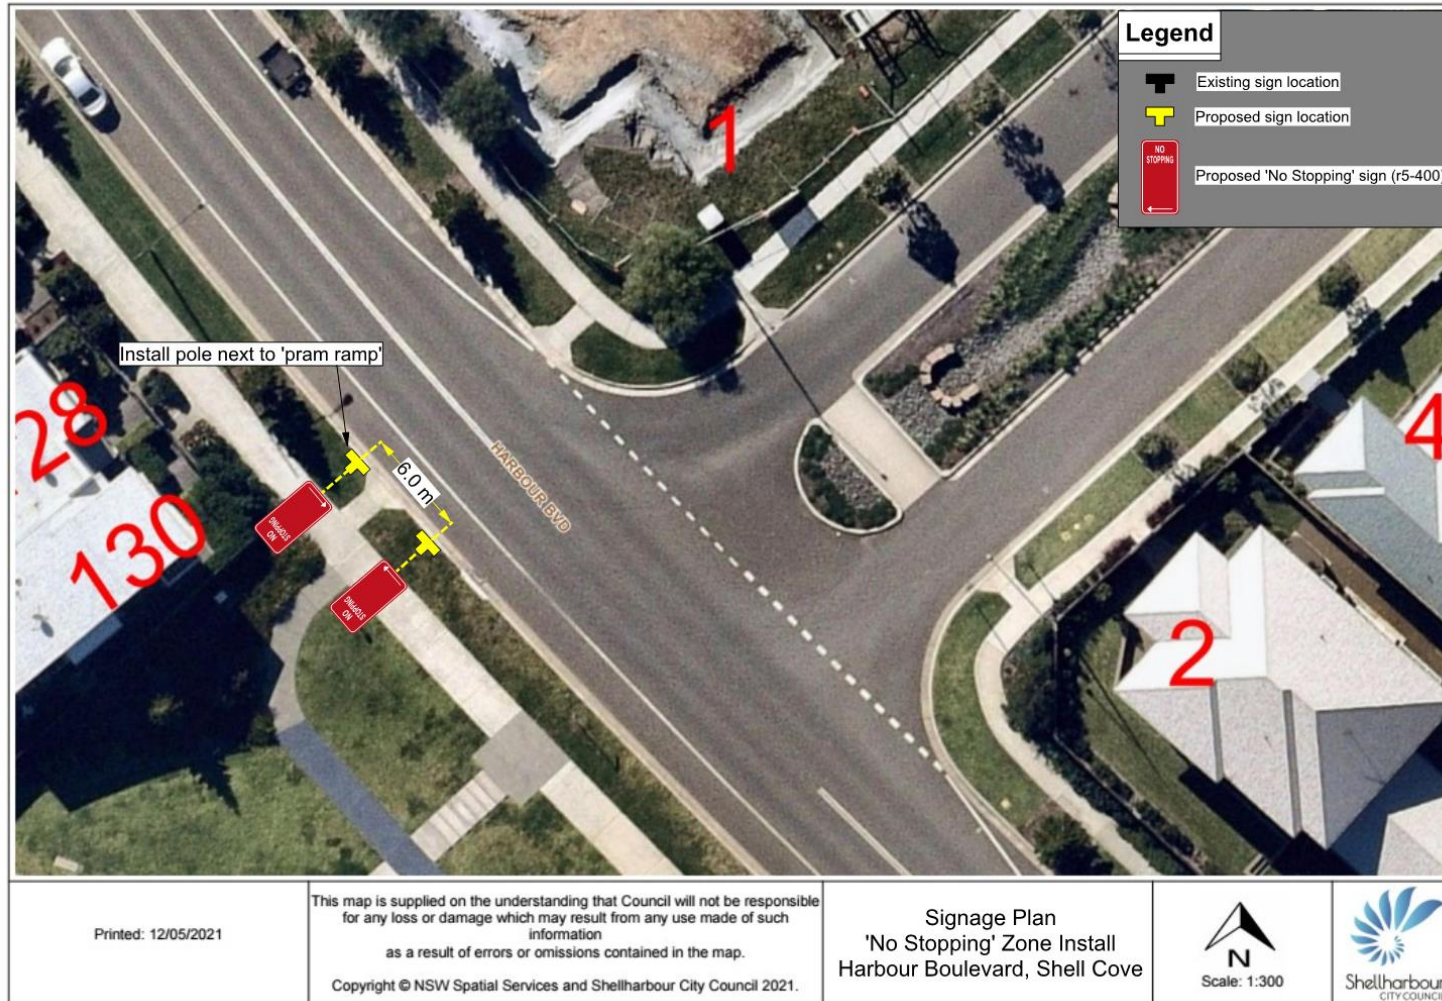 Legend
Existing sign location
Proposed sign location
NO
STOPPING
Proposed 'No Stopping' sign (r5-400)
1
Install pole next to 'pram ramp'
28
130
6.0 m
HARBOUR BVD
NO
STOPPING
NO
STOPPING
4
2
Printed: 12/05/2021
This map is supplied on the understanding that Council will not be responsible
for any loss or damage which may result from any use made of such
information
as a result of errors or omissions contained in the map.
Copyright © NSW Spatial Services and Shellharbour City Council 2021.
Signage Plan
'No Stopping' Zone Install
Harbour Boulevard, Shell Cove
N
Scale: 1:300
Shellharbour
CITY COUNCIL